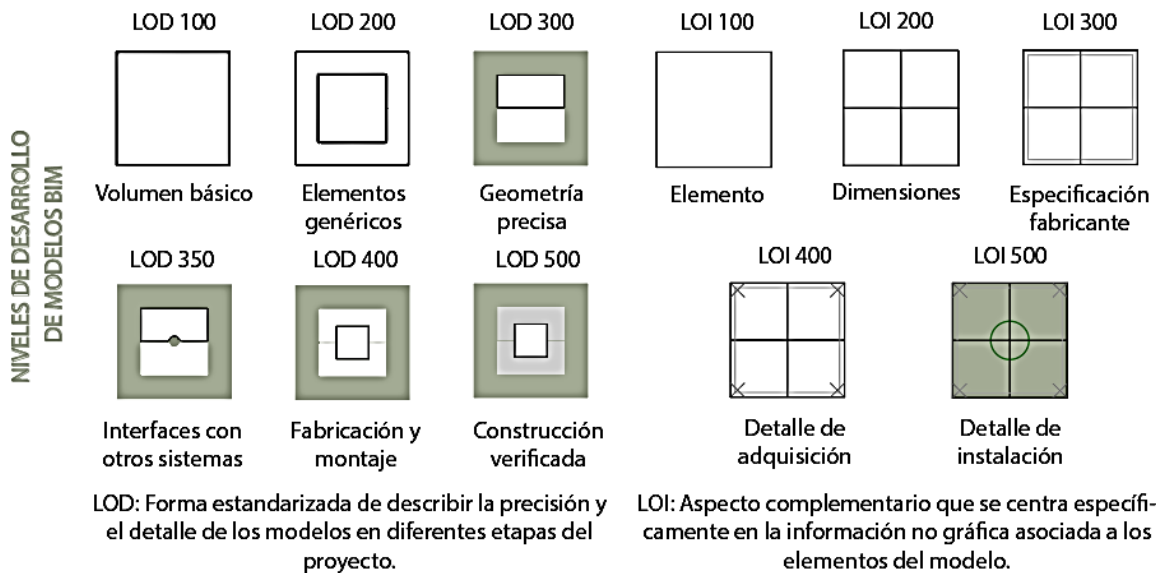 NIVELES DE DESARROLLO
DE MODELOS BIM
LOD 100
LOD 200
LOD 300
Volumen básico
Elementos
genéricos
Geometría
precisa
LOD 350
LOD 400
LOD 500
Interfaces con
otros sistemas
Fabricación y
montaje
Construcción
verificada
LOD: Forma estandarizada de describir la precisión y
el detalle de los modelos en diferentes etapas del
proyecto.
LOI 100
LOI 200
LOI 300
Elemento
Dimensiones
Especificación
fabricante
LOI 400
LOI 500
Detalle de
adquisición
Detalle de
instalación
LOI: Aspecto complementario que se centra específi-
camente en la información no gráfica asociada a los
elementos del modelo.